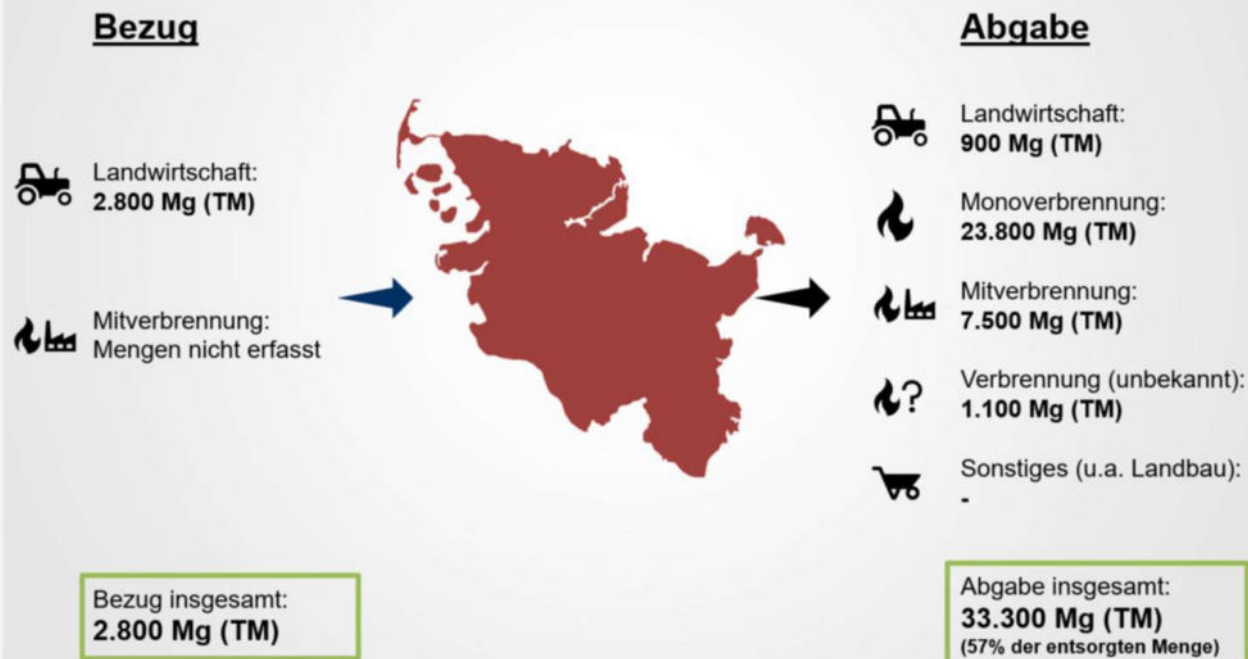 Bezug
Landwirtschaft:
2.800 Mg (TM)
Mitverbrennung:
Mengen nicht erfasst
Bezug insgesamt:
2.800 Mg (TM)
Abgabe
Landwirtschaft:
900 Mg (TM)
Monoverbrennung:
23.800 Mg (TM)
Mitverbrennung:
7.500 Mg (TM)
?
Verbrennung (unbekannt):
1.100 Mg (TM)
Sonstiges (u.a. Landbau):
-
Abgabe insgesamt:
33.300 Mg (TM)
(57% der entsorgten Menge)